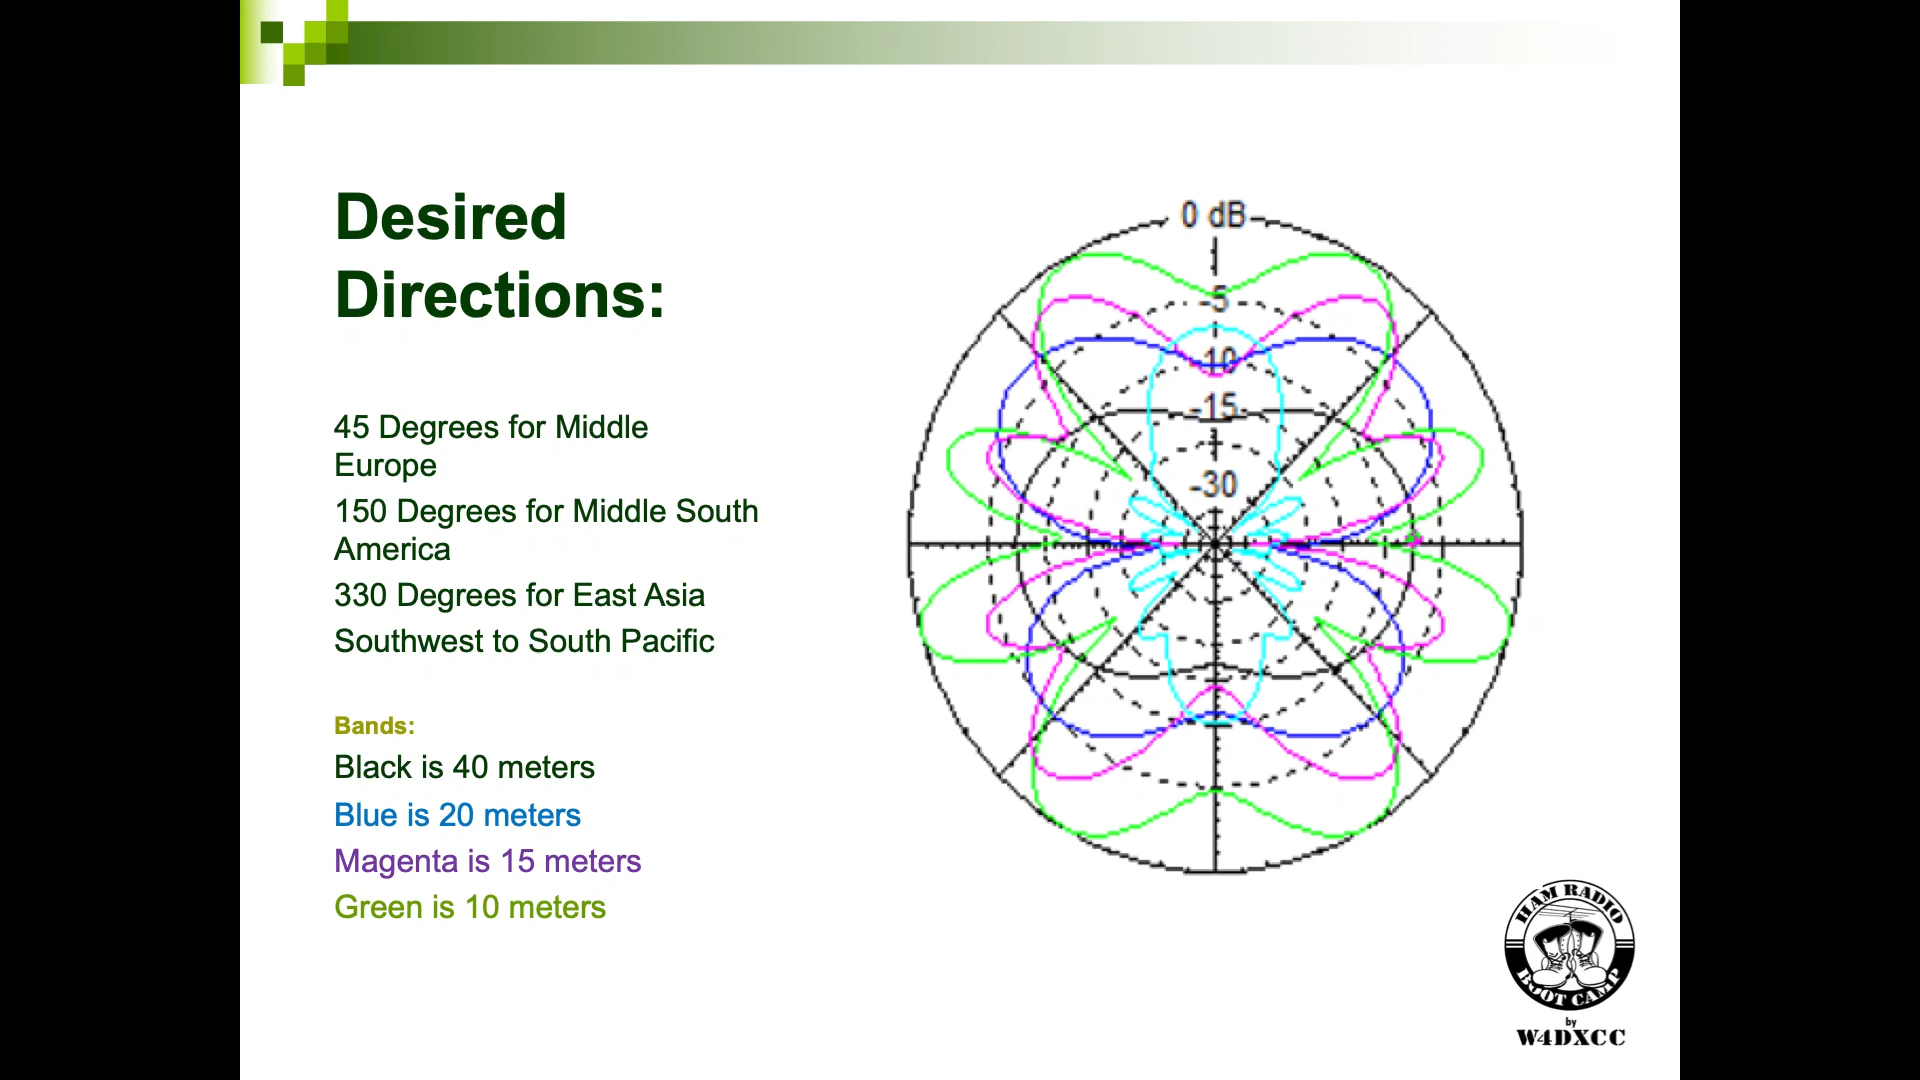 Desired
Directions:
45 Degrees for Middle
Europe
150 Degrees for Middle South
America
330 Degrees for East Asia
Southwest to South Pacific
Bands:
Black is 40 meters
Blue is 20 meters
Magenta is 15 meters
Green is 10 meters
0 dB
-5
-10
-15
-30
HAM RADIO
BOOT CAMP
by
W4DXCC